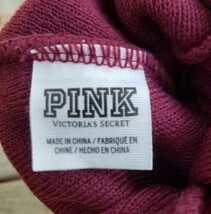 PINK
VICTORIA'S SECRET
MADE IN CHINA / FABRIQUÉ EN
CHINE / HECHO EN CHINA